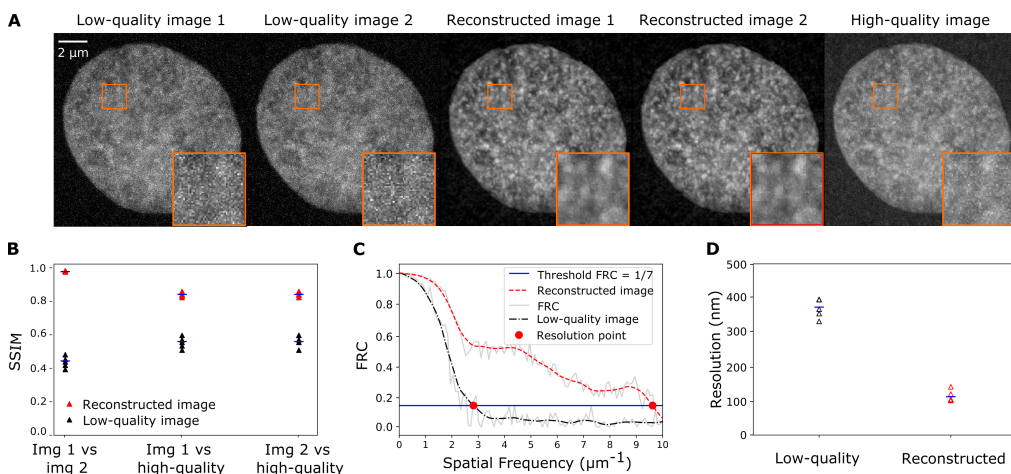 A
Low-quality image 1
Low-quality image 2
Reconstructed image 1
Reconstructed image 2
High-quality image
2 µm
B
1.0
0.8
0.6
0.4
0.2
0.0
SSIM
Reconstructed image
Low-quality image
Img 1 vs
img 2
Img 1 vs
high-quality
Img 2 vs
high-quality
C
1.0
0.8
0.6
0.4
0.2
0.0
FRC
Threshold FRC = 1/7
Reconstructed image
FRC
Low-quality image
Resolution point
0 1 2 3 4 5 6 7 8 9 10
Spatial Frequency (µm⁻¹)
D
500
400
300
200
100
0
Resolution (nm)
Low-quality
Reconstructed